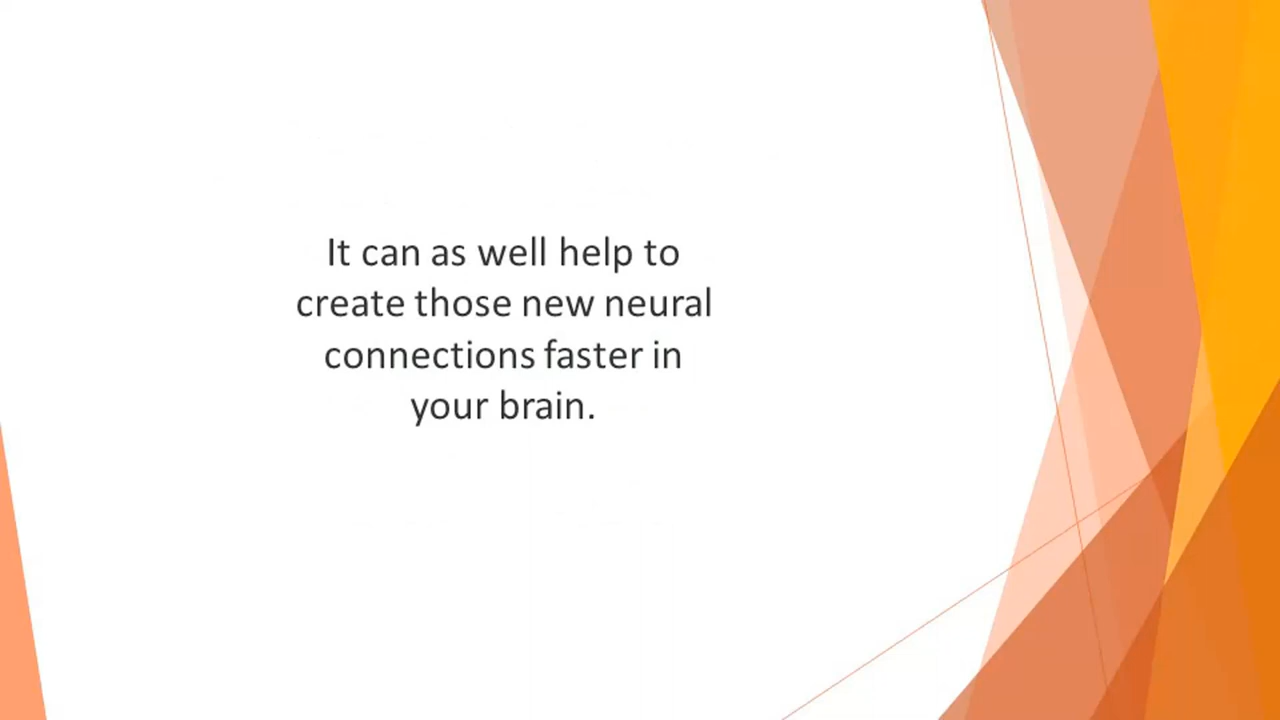 It can as well help to
create those new neural
connections faster in
your brain.